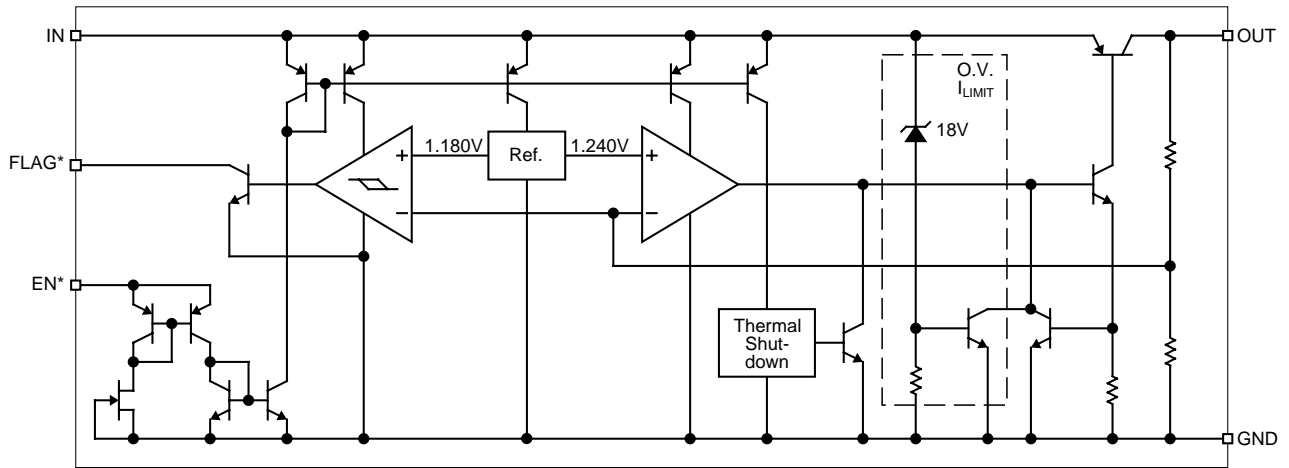 IN
OUT
O.V.
ILIMIT
18V
FLAG*
+
1.180V
Ref.
1.240V
+
−
−
EN*
Thermal
Shut-
down
GND